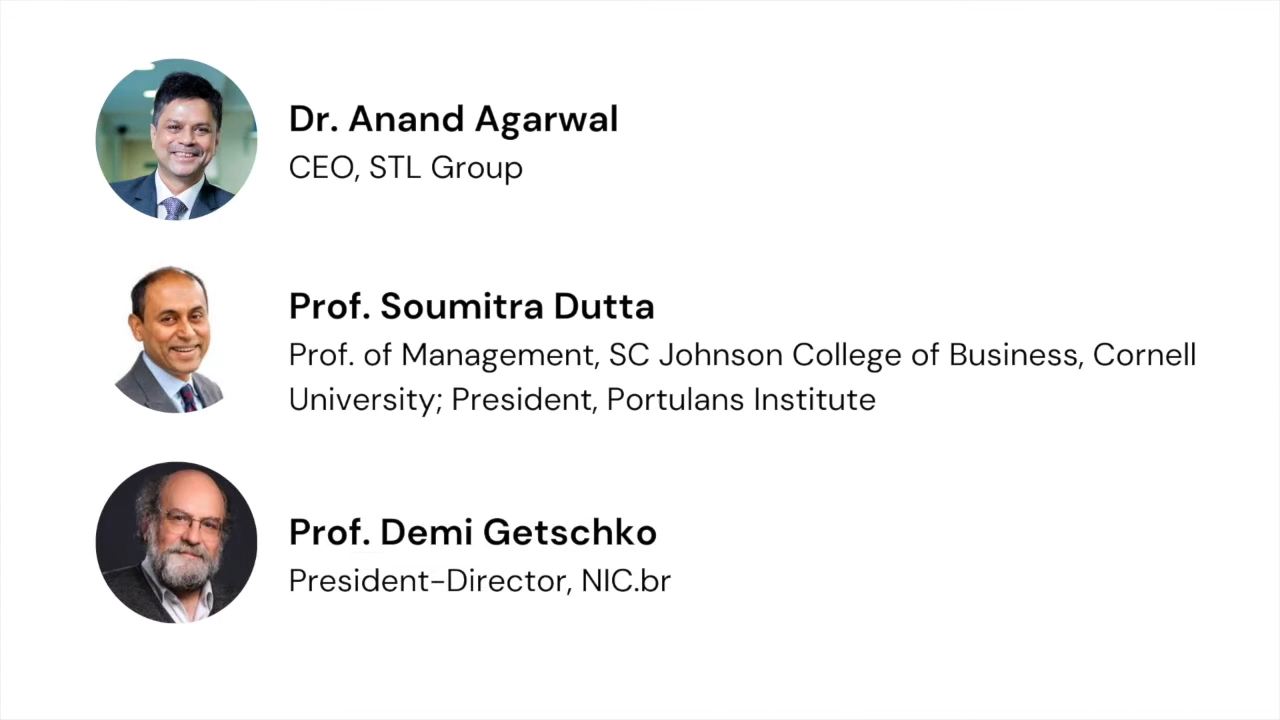 Dr. Anand Agarwal
CEO, STL Group
Prof. Soumitra Dutta
Prof. of Management, SC Johnson College of Business, Cornell
University; President, Portulans Institute
Prof. Demi Getschko
President-Director, NIC.br